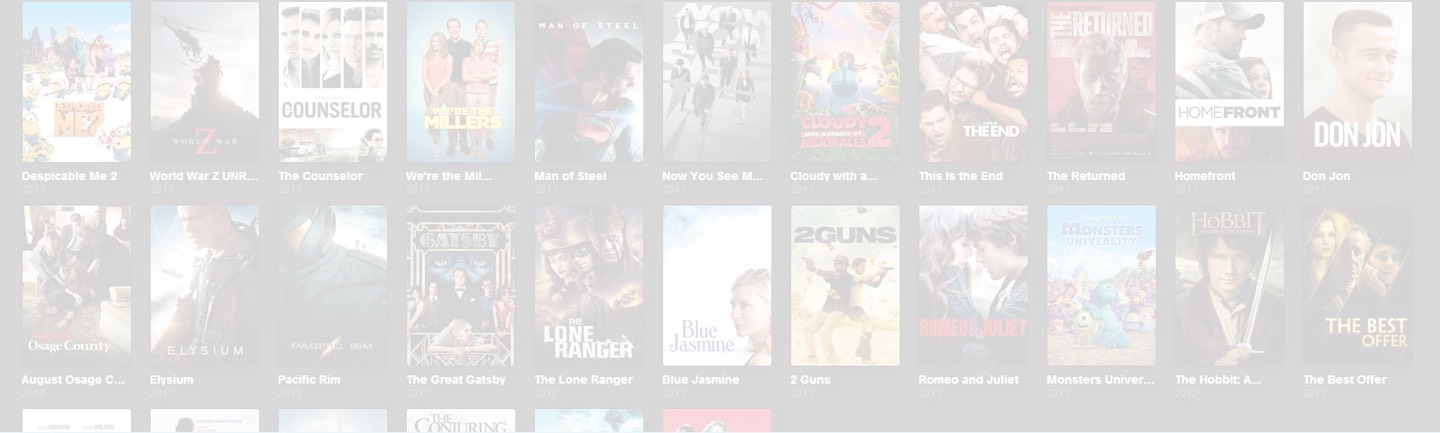 DESPICABLE
ME 2
WORLD WAR
Z
THE
COUNSELOR
WE'RE THE
MILLERS
MAN OF STEEL
NOW
CLOUDY
2
MEATBALLS
THE END
THE RETURNED
HOMEFRONT
DON JON
Despicable Me 2
World War Z UNR...
The Counselor
We're the Mil...
Man of Steel
Now You See M...
Cloudy with a...
This Is the End
The Returned
Homefront
Don Jon
2013
2013
2013
2013
2013
2013
2013
2013
2013
2013
2013
August
Osage County
ELYSIUM
PACIFIC RIM
GATSBY
THE
LONE
RANGER
Blue
Jasmine
2GUNS
ROMEO & JULIET
DISNEY · PIXAR
MONSTERS
UNIVERSITY
THE HOBBIT
THE BEST
OFFER
August Osage C...
Elysium
Pacific Rim
The Great Gatsby
The Lone Ranger
Blue Jasmine
2 Guns
Romeo and Juliet
Monsters Univer...
The Hobbit: A...
The Best Offer
2013
2013
2013
2013
2013
2013
2013
2013
2013
2012
2013
THE
CONJURING